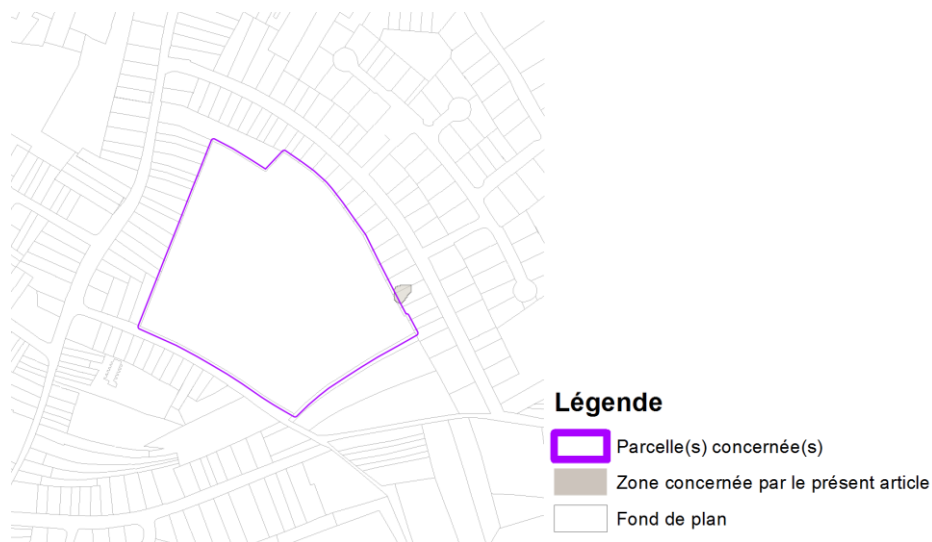 Légende
Parcelle(s) concernée(s)
Zone concernée par le présent article
Fond de plan